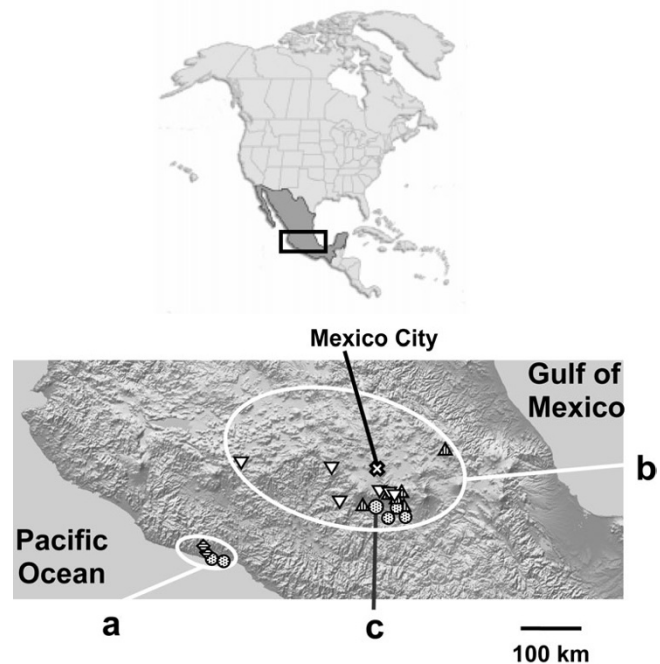 Mexico City
Gulf of
Mexico
b
Pacific
Ocean
a
c
100 km